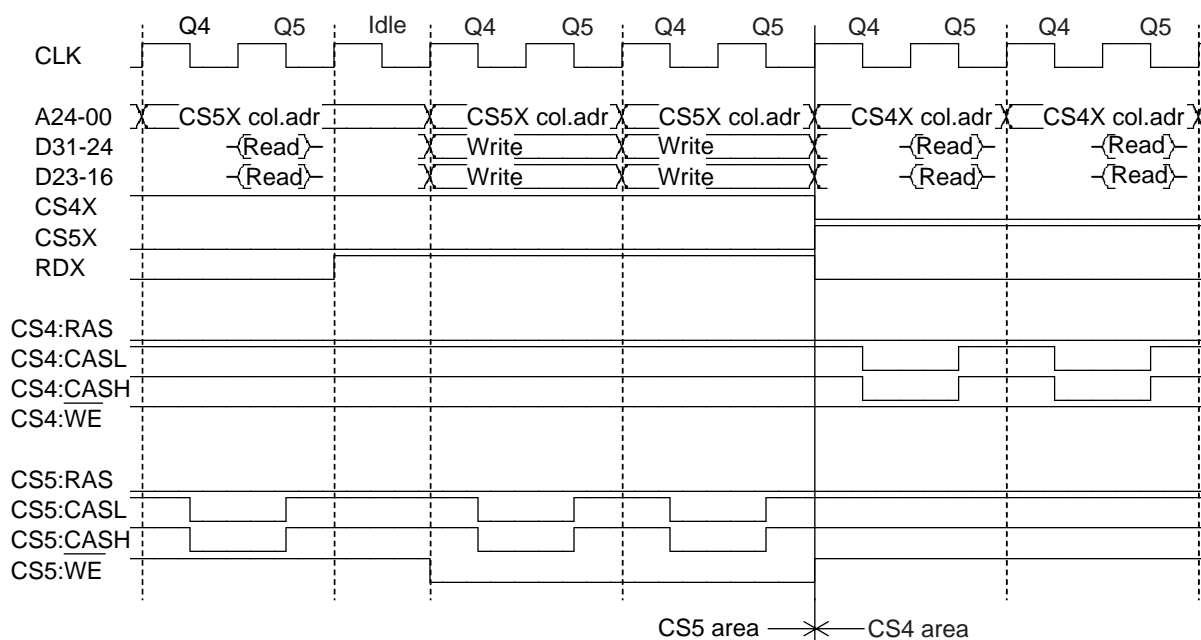 Q4 Q5 Idle Q4 Q5 Q4 Q5 Q4 Q5 Q4 Q5
CLK
A24-00 CS5X col.adr CS5X col.adr CS5X col.adr CS4X col.adr CS4X col.adr
D31-24 Read Write Write Read Read
D23-16 Read Write Write Read Read
CS4X
CS5X
RDX
CS4:RAS
CS4:CASL
CS4:CASH
CS4:WE
CS5:RAS
CS5:CASL
CS5:CASH
CS5:WE
CS5 area CS4 area